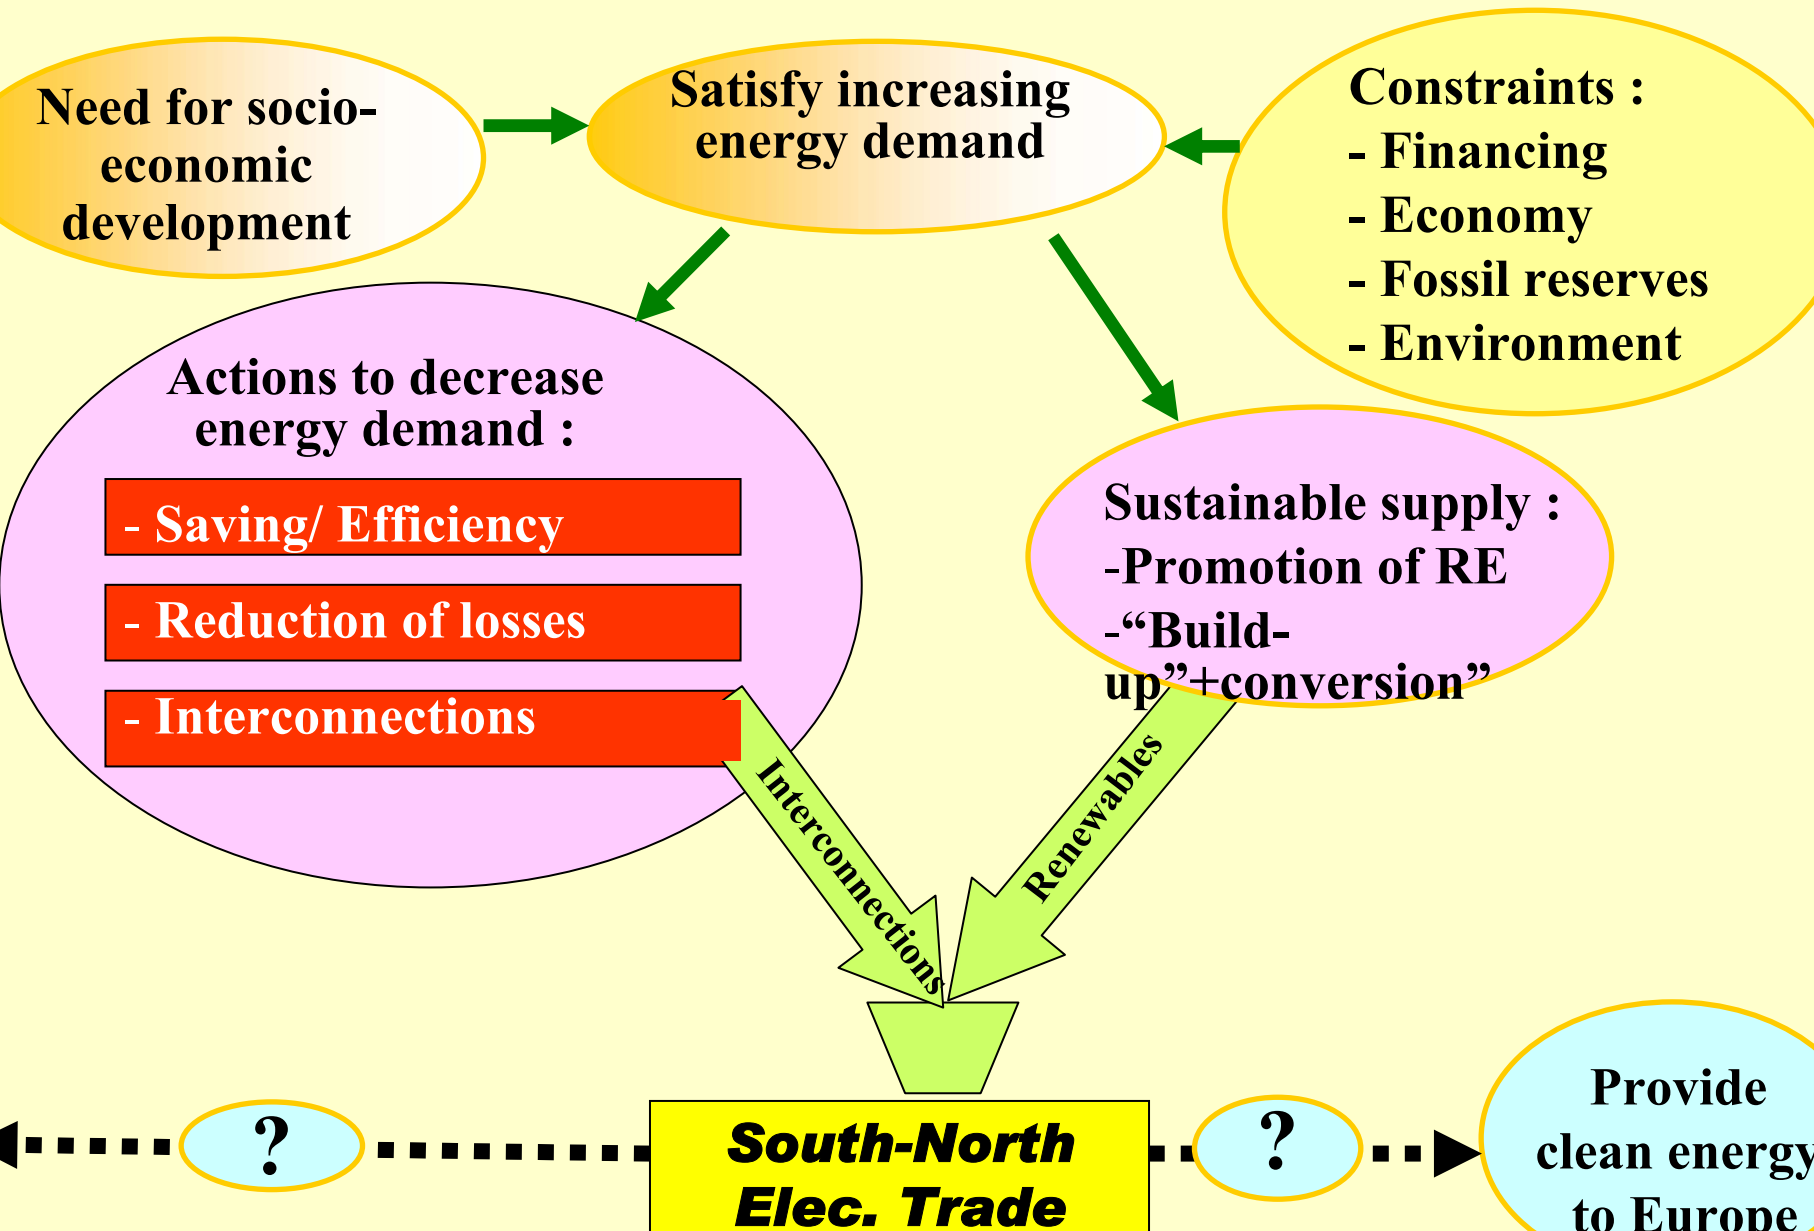 Need for socio-
economic
development
Satisfy increasing
energy demand
Constraints :
- Financing
- Economy
- Fossil reserves
- Environment
Actions to decrease
energy demand :
- Saving/ Efficiency
- Reduction of losses
- Interconnections
Sustainable supply :
-Promotion of RE
-“Build-
up”+conversion”
Interconnections
Renewables
?
South-North
Elec. Trade
?
Provide
clean energy
to Europe